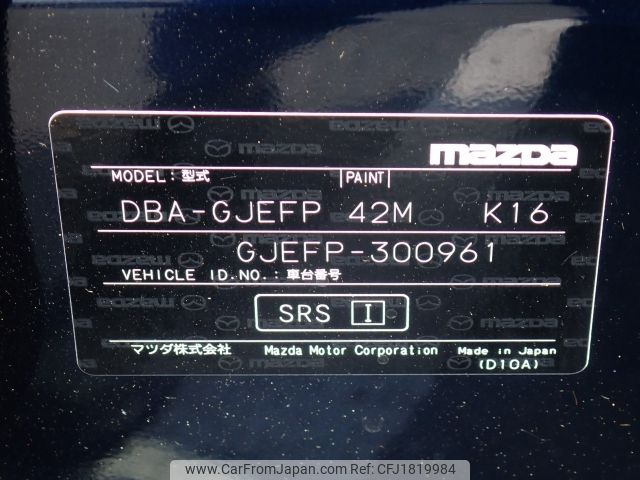 mazda
MODEL：型式 PAINT
DBA-GJEFP 42M K16
GJEFP-300961
VEHICLE ID.NO.：車台番号
SRS I
マツダ株式会社 Mazda Motor Corporation Made in Japan
(D10A)
www.CarFromJapan.com | Ref No: CFJ1819984